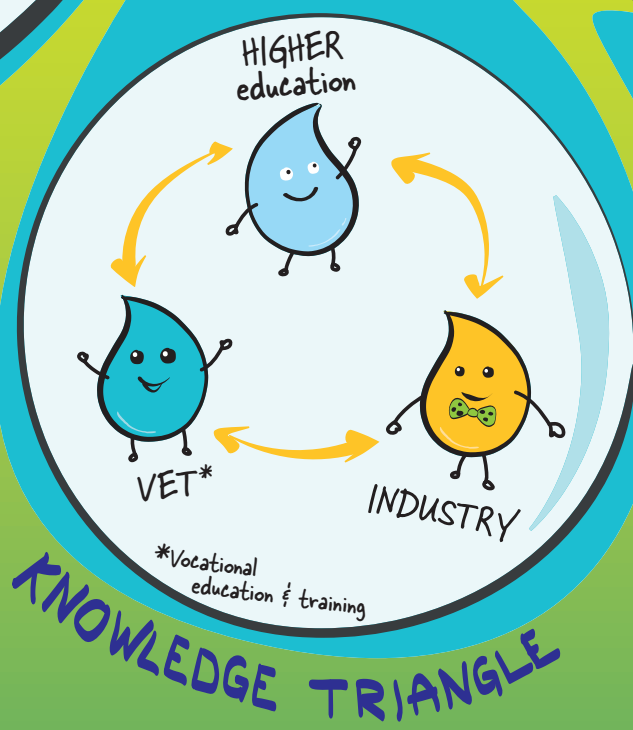 HIGHER
education
VET*
INDUSTRY
*Vocational
education & training
KNOWLEDGE TRIANGLE